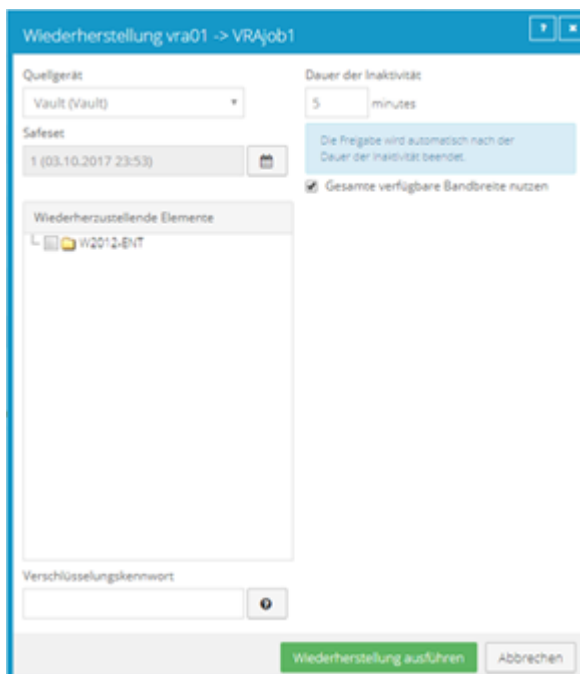 Wiederherstellung vra01 -> VRAjob1
? ×
Quellgerät
Vault (Vault)
Safeset
1 (03.10.2017 23:53)
Wiederherzustellende Elemente
W2012-ENT
Verschlüsselungskennwort
?
Dauer der Inaktivität
5 minutes
Die Freigabe wird automatisch nach der
Dauer der Inaktivität beendet.
Gesamte verfügbare Bandbreite nutzen
Wiederherstellung ausführen
Abbrechen